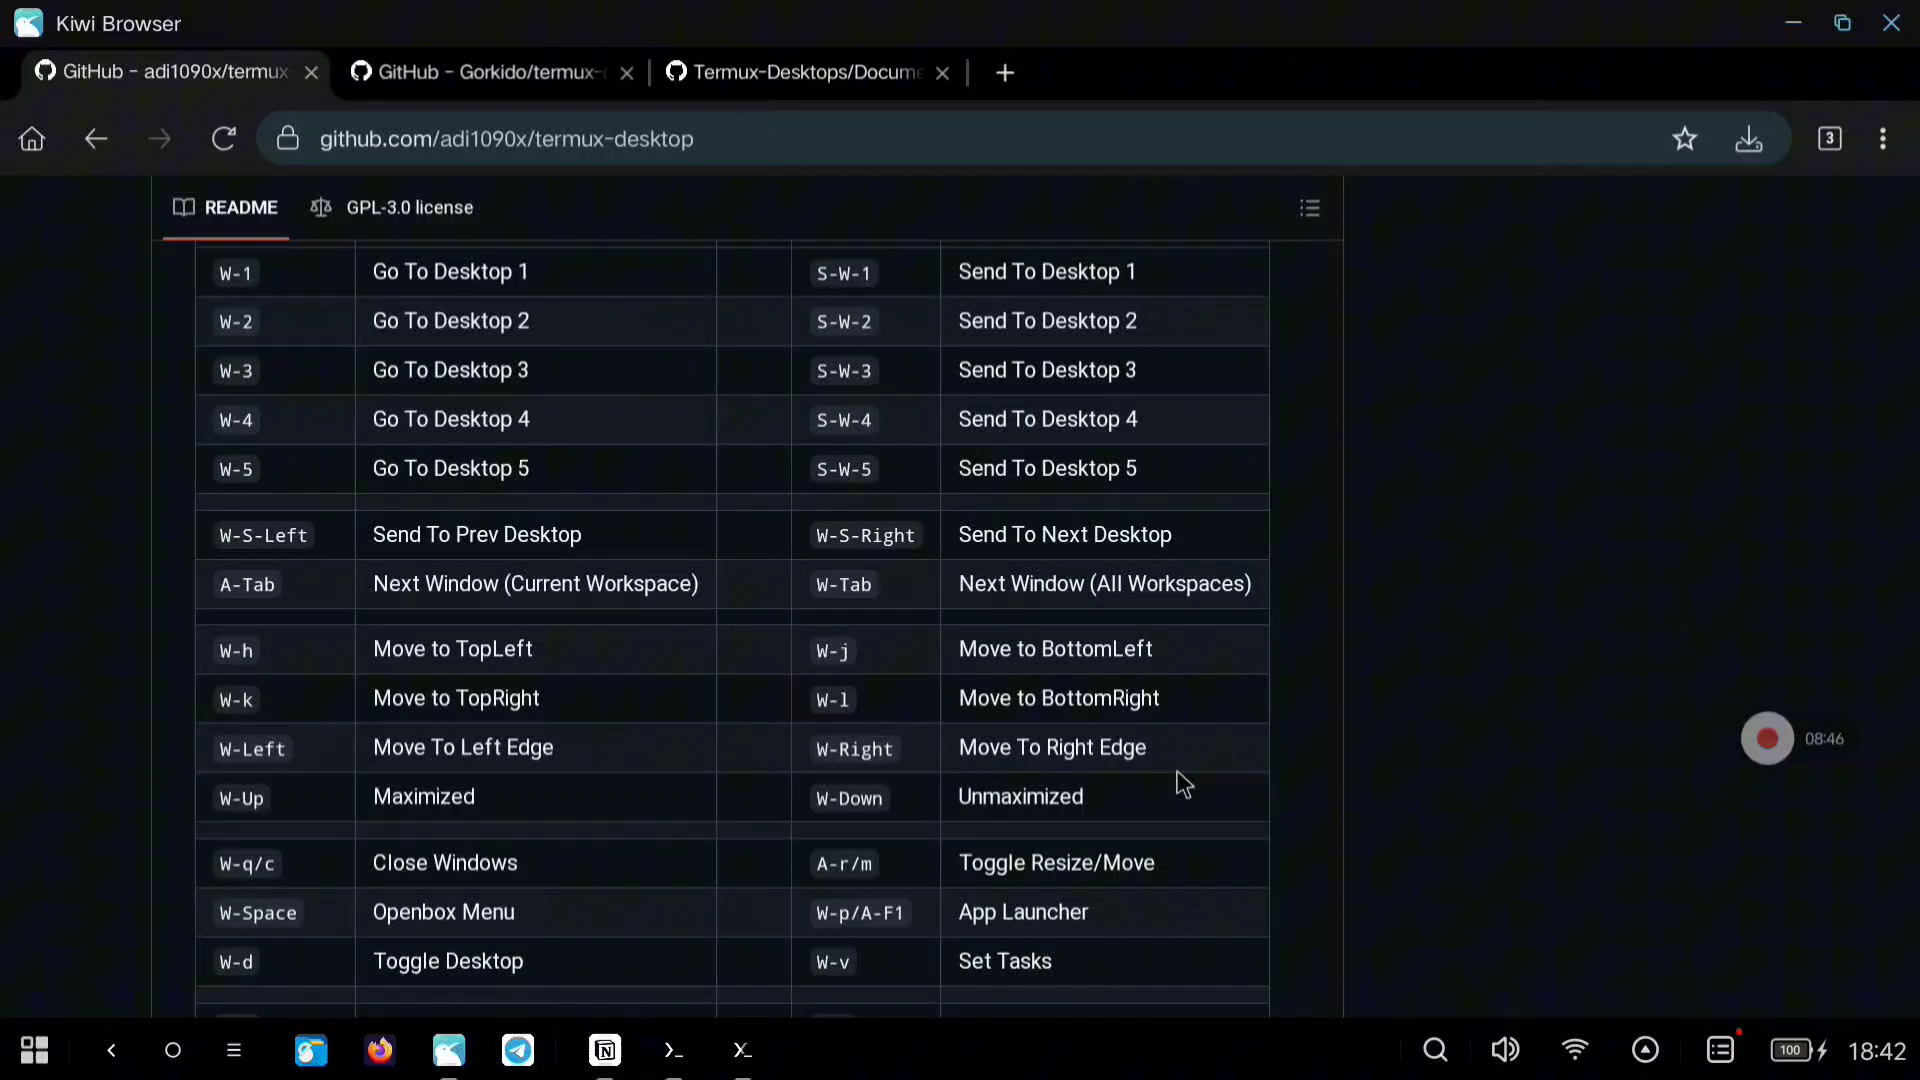 Kiwi Browser
GitHub - adi1090x/termux
GitHub - Gorkido/termux-
Termux-Desktops/Docume
github.com/adi1090x/termux-desktop
3
README
GPL-3.0 license
W-1 Go To Desktop 1 S-W-1 Send To Desktop 1
W-2 Go To Desktop 2 S-W-2 Send To Desktop 2
W-3 Go To Desktop 3 S-W-3 Send To Desktop 3
W-4 Go To Desktop 4 S-W-4 Send To Desktop 4
W-5 Go To Desktop 5 S-W-5 Send To Desktop 5
W-S-Left Send To Prev Desktop W-S-Right Send To Next Desktop
A-Tab Next Window (Current Workspace) W-Tab Next Window (All Workspaces)
W-h Move to TopLeft W-j Move to BottomLeft
W-k Move to TopRight W-l Move to BottomRight
W-Left Move To Left Edge W-Right Move To Right Edge
W-Up Maximized W-Down Unmaximized
W-q/c Close Windows A-r/m Toggle Resize/Move
W-Space Openbox Menu W-p/A-F1 App Launcher
W-d Toggle Desktop W-v Set Tasks
08:46
100
18:42